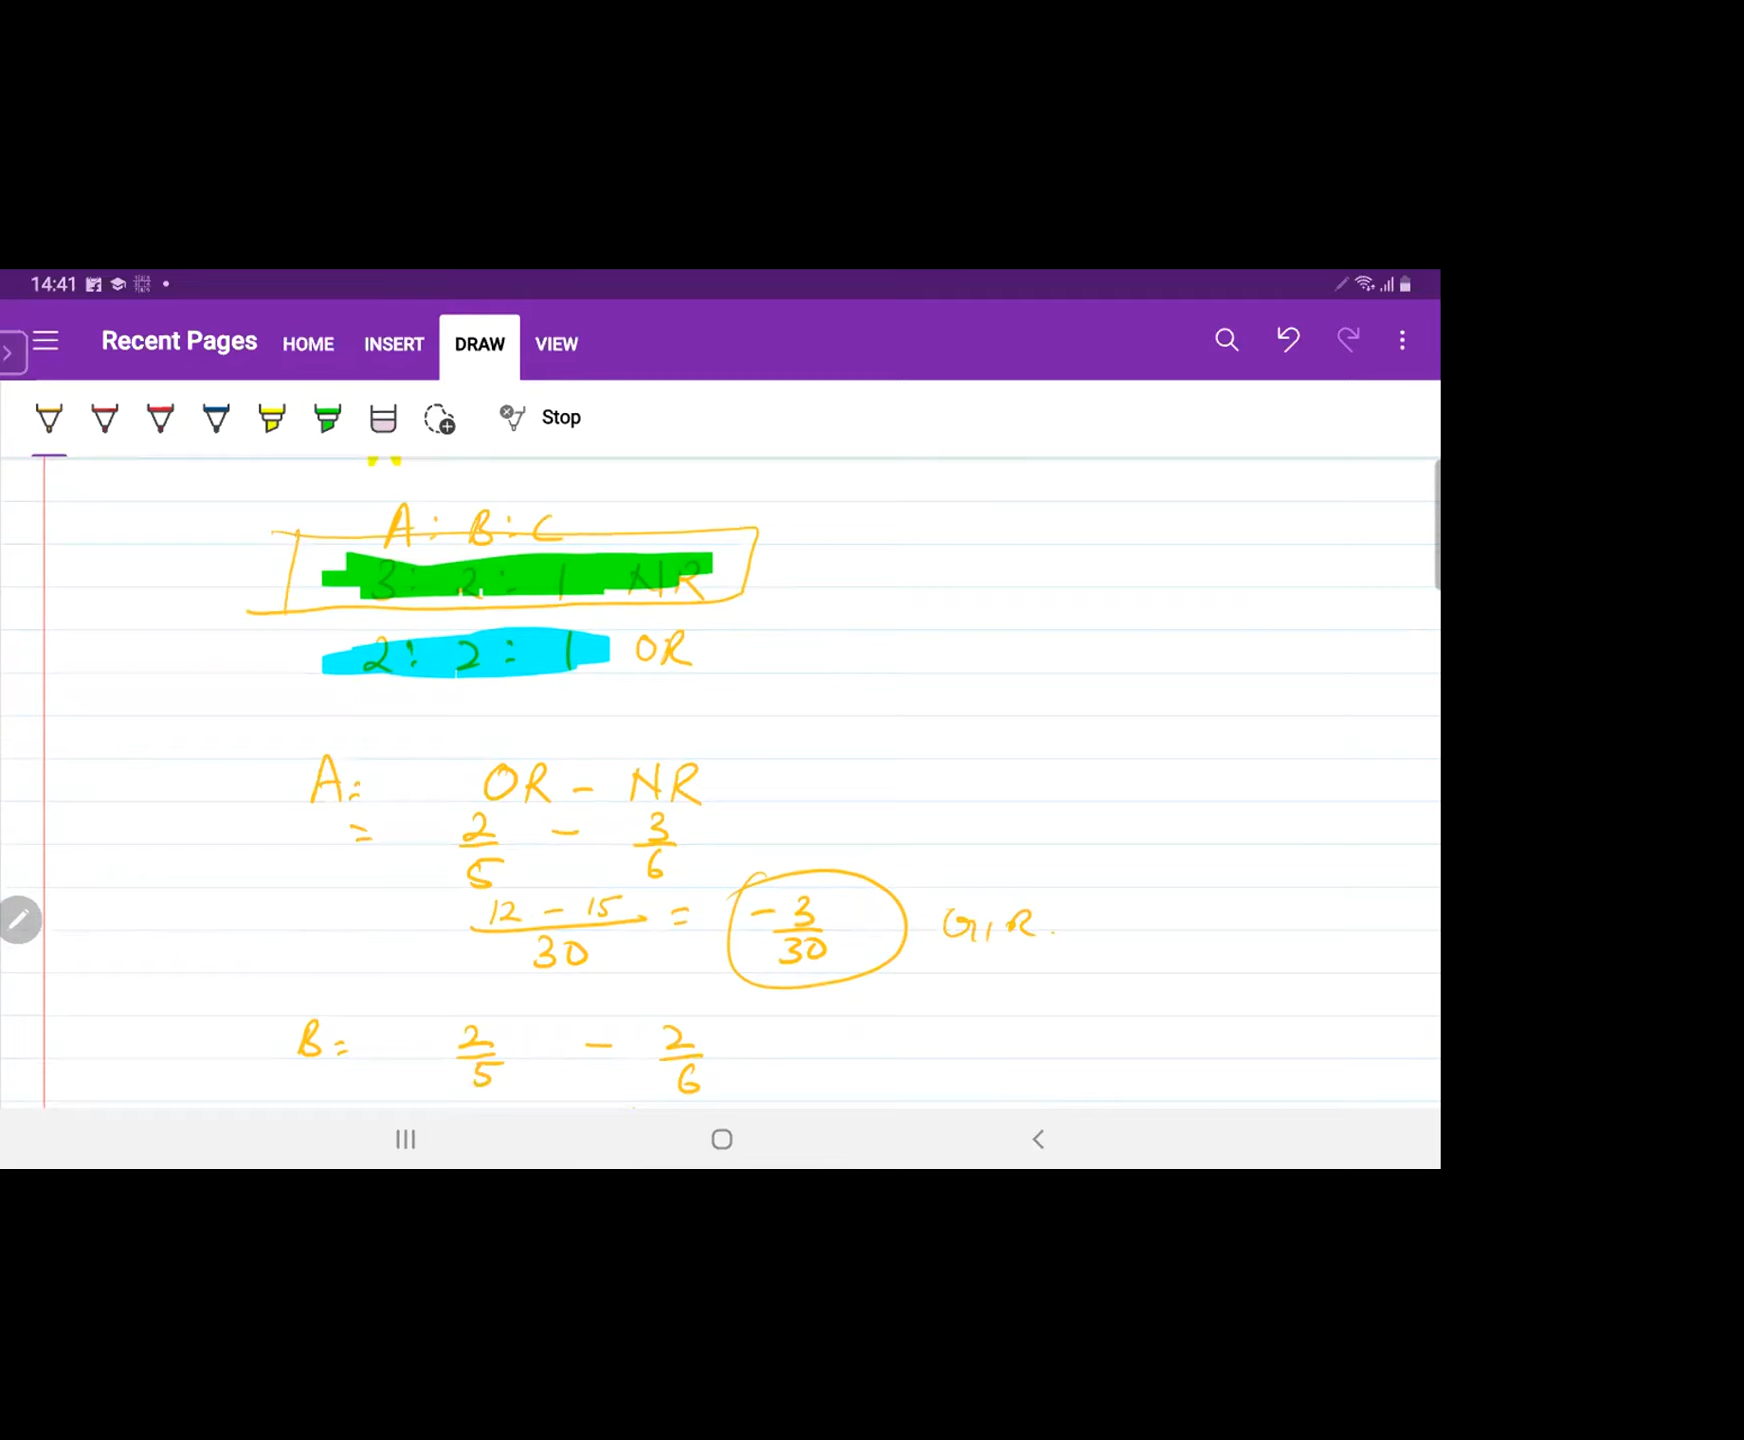 14:41
Recent Pages HOME INSERT DRAW VIEW
Stop
A : B : C
3 : 2 : 1 NR
2 : 2 : 1 OR
A = OR - NR
= 2/5 - 3/6
12 - 15/30 = -3/30 G,R.
B = 2/5 - 2/6